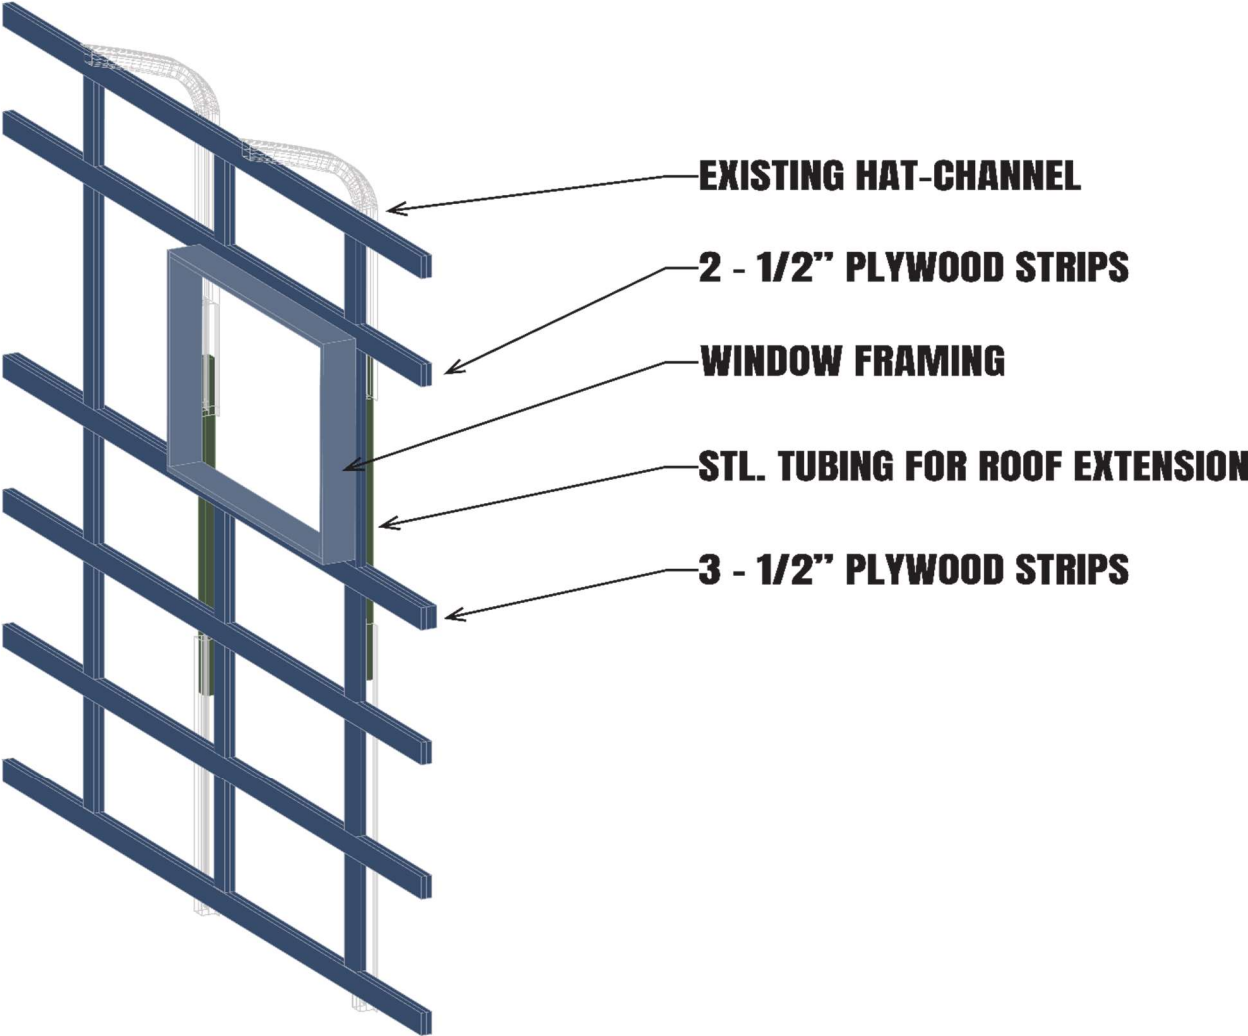 EXISTING HAT-CHANNEL
2 - 1/2” PLYWOOD STRIPS
WINDOW FRAMING
STL. TUBING FOR ROOF EXTENSION
3 - 1/2” PLYWOOD STRIPS